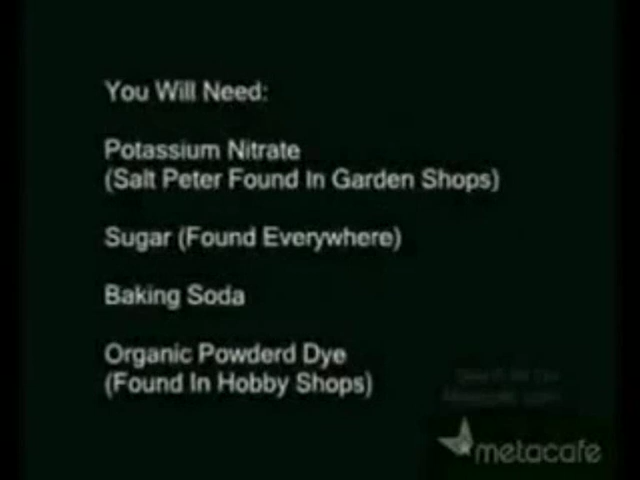 You Will Need:
Potassium Nitrate
(Salt Peter Found In Garden Shops)
Sugar (Found Everywhere)
Baking Soda
Organic Powderd Dye
(Found In Hobby Shops)
metacafe